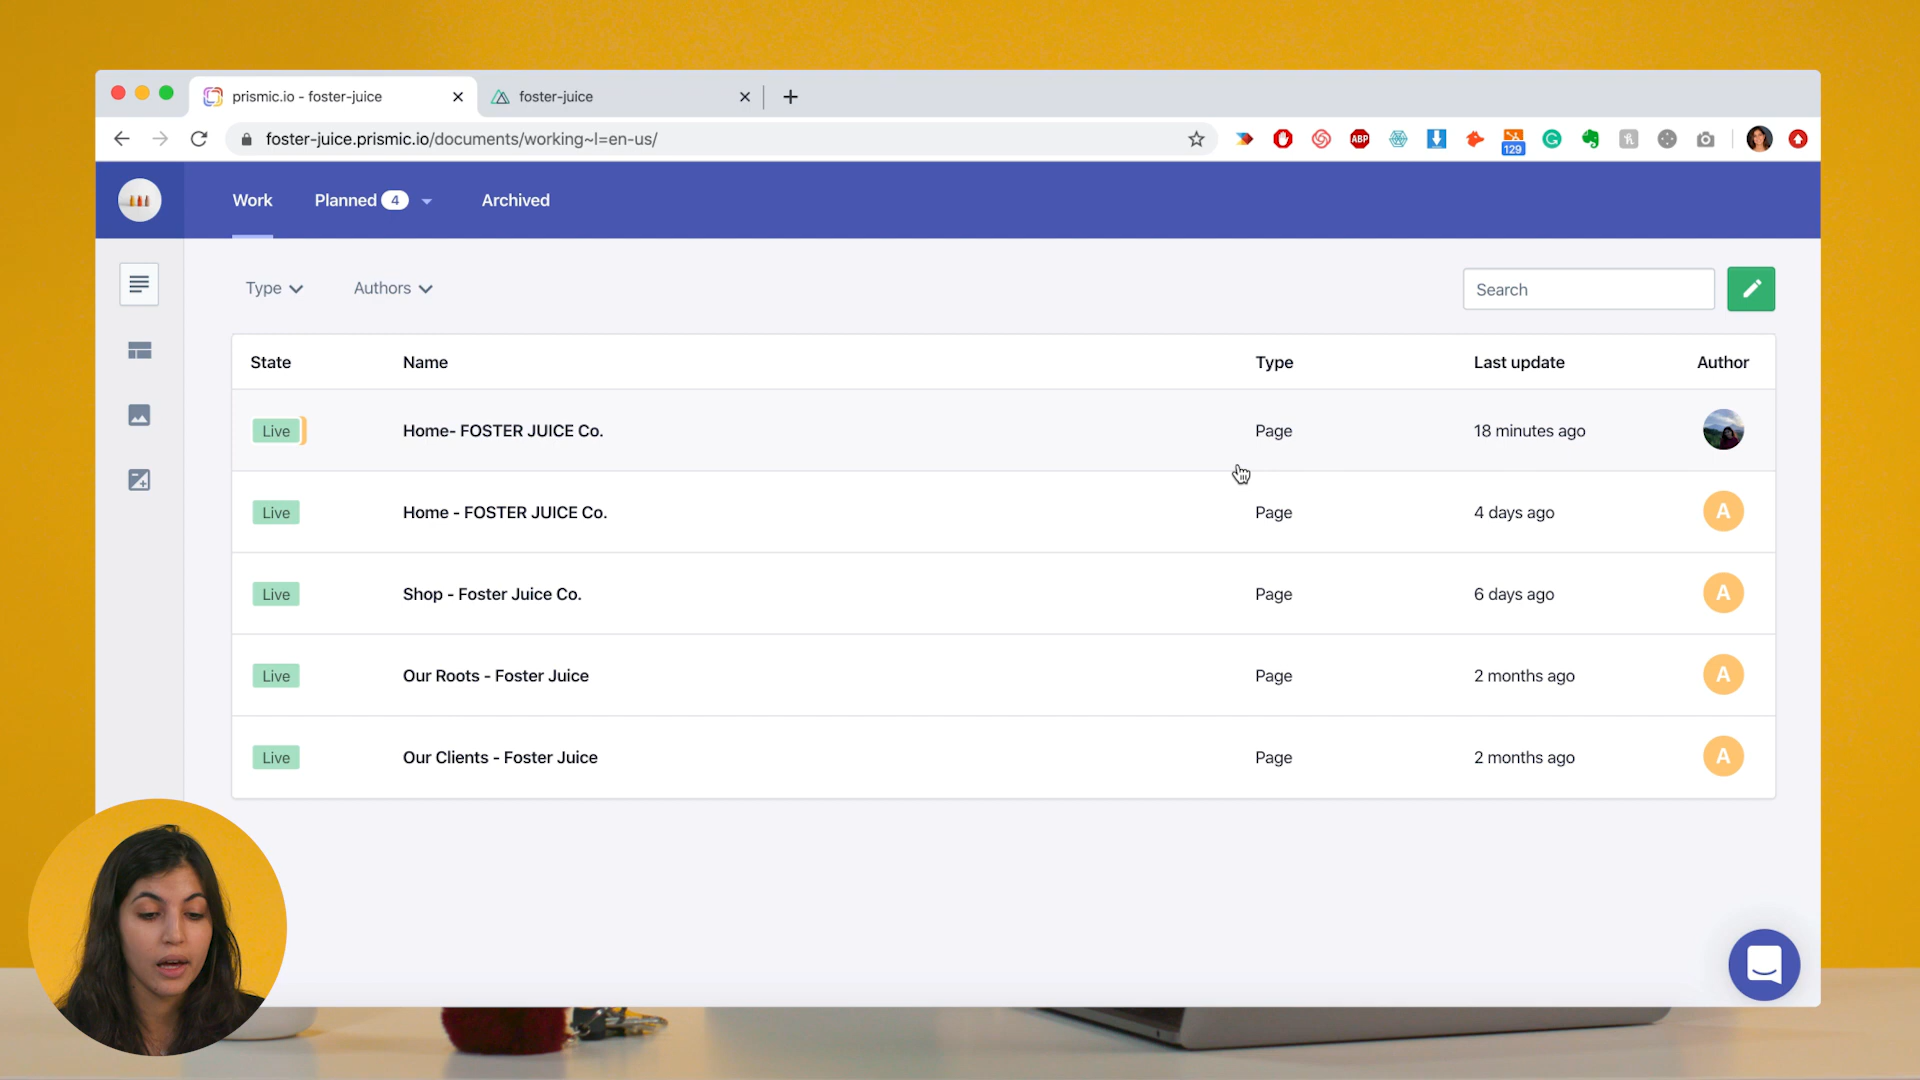 prismic.io - foster-juice
foster-juice
foster-juice.prismic.io/documents/working~l=en-us/
ABP
129
Work
Planned 4
Archived
Type
Authors
Search
State Name Type Last update Author
Live Home- FOSTER JUICE Co. Page 18 minutes ago
Live Home - FOSTER JUICE Co. Page 4 days ago A
Live Shop - Foster Juice Co. Page 6 days ago A
Live Our Roots - Foster Juice Page 2 months ago A
Live Our Clients - Foster Juice Page 2 months ago A